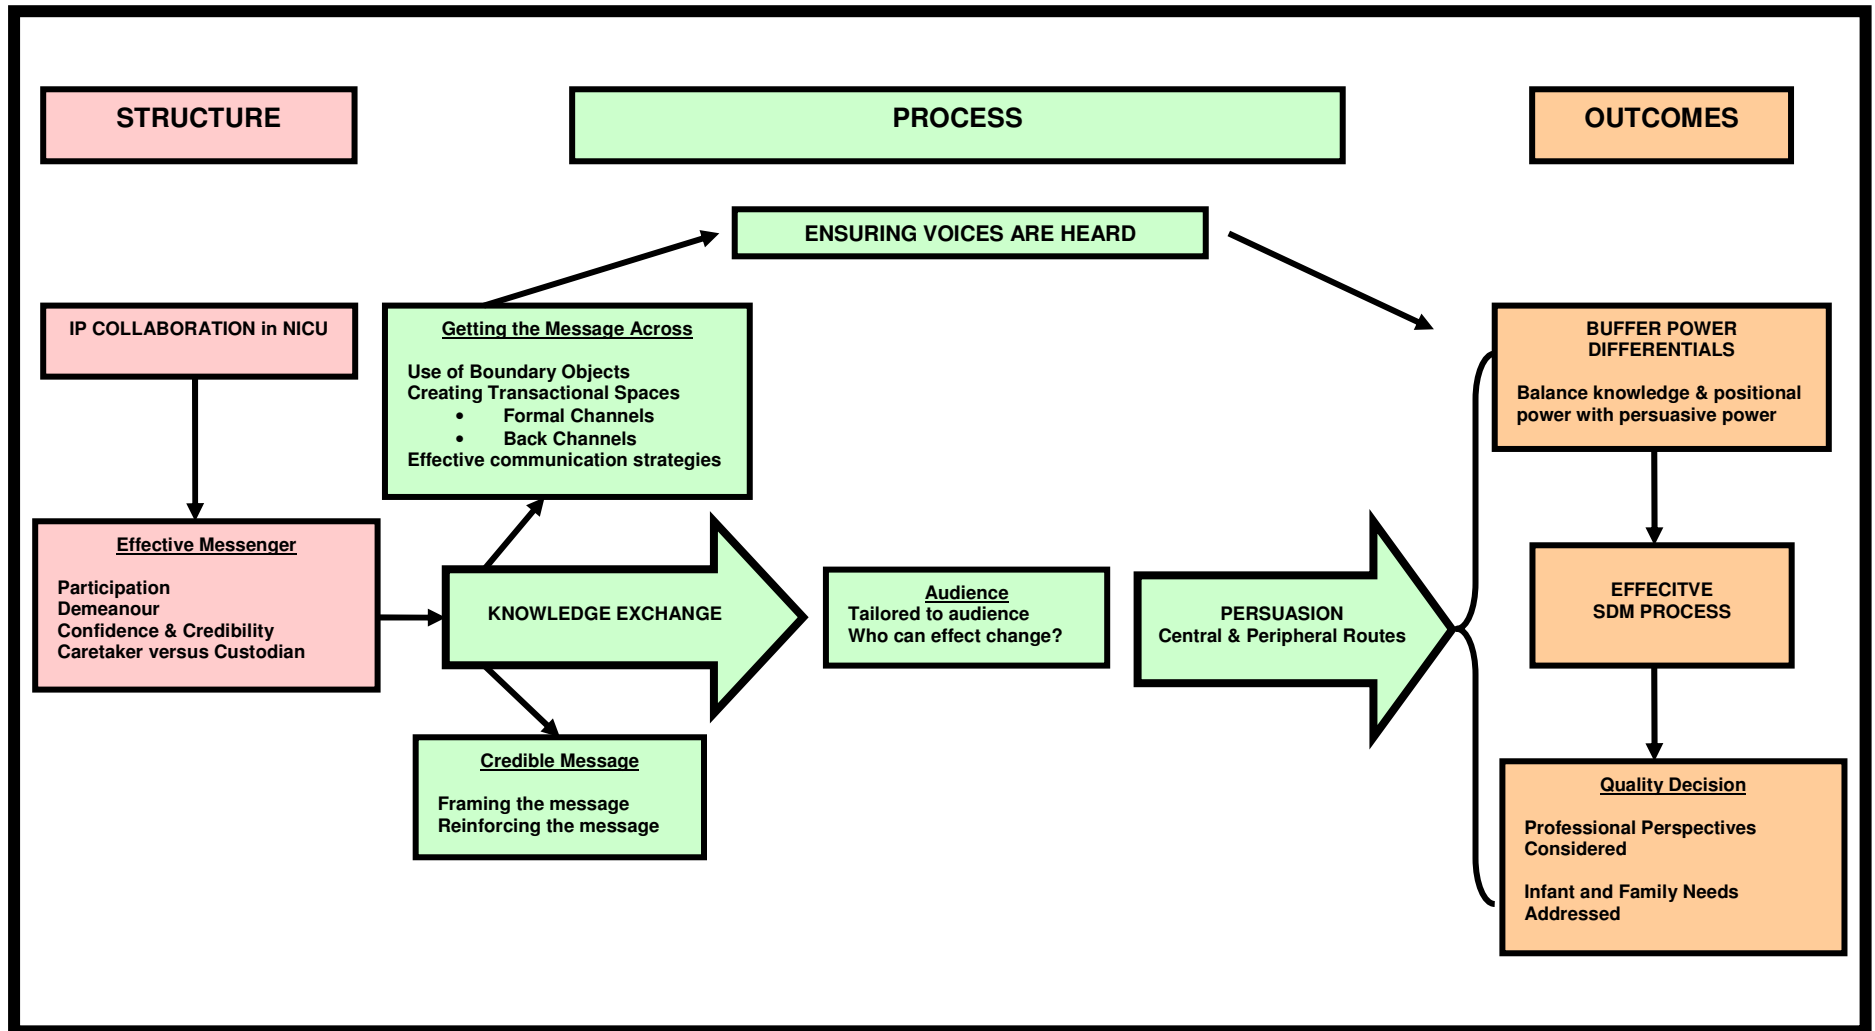 STRUCTURE
PROCESS
OUTCOMES
ENSURING VOICES ARE HEARD
IP COLLABORATION in NICU
Getting the Message Across
Use of Boundary Objects
Creating Transactional Spaces
• Formal Channels
• Back Channels
Effective communication strategies
BUFFER POWER
DIFFERENTIALS
Balance knowledge & positional
power with persuasive power
Effective Messenger
Participation
Demeanour
Confidence & Credibility
Caretaker versus Custodian
KNOWLEDGE EXCHANGE
Audience
Tailored to audience
Who can effect change?
PERSUASION
Central & Peripheral Routes
EFFECITVE
SDM PROCESS
Credible Message
Framing the message
Reinforcing the message
Quality Decision
Professional Perspectives
Considered
Infant and Family Needs
Addressed